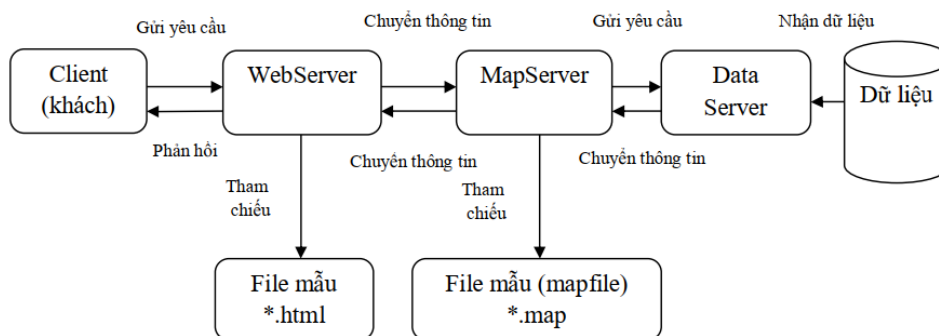 Gửi yêu cầu
Chuyển thông tin
Gửi yêu cầu
Nhận dữ liệu
Client
(khách)
WebServer
MapServer
Data
Server
Dữ liệu
Phản hồi
Chuyển thông tin
Chuyển thông tin
Tham
chiếu
Tham
chiếu
File mẫu
*.html
File mẫu (mapfile)
*.map